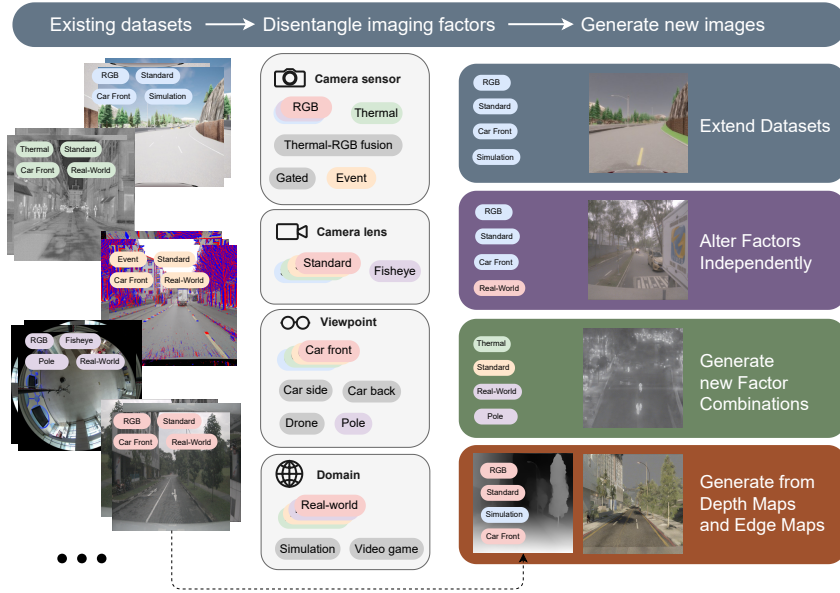 Existing datasets
Disentangle imaging factors
Generate new images
RGB
Standard
Car Front
Simulation
Thermal
Standard
Car Front
Real-World
Event
Standard
Car Front
Real-World
RGB
Fisheye
Pole
Real-World
RGB
Standard
Car Front
Real-World
Camera sensor
RGB
Thermal
Thermal-RGB fusion
Gated
Event
Camera lens
Standard
Fisheye
Viewpoint
Car front
Car side
Car back
Drone
Pole
Domain
Real-world
Simulation
Video game
RGB
Standard
Car Front
Simulation
Extend Datasets
RGB
Standard
Car Front
Real-World
Alter Factors
Independently
Thermal
Standard
Real-World
Pole
Generate
new Factor
Combinations
RGB
Standard
Simulation
Car Front
Generate from
Depth Maps
and Edge Maps